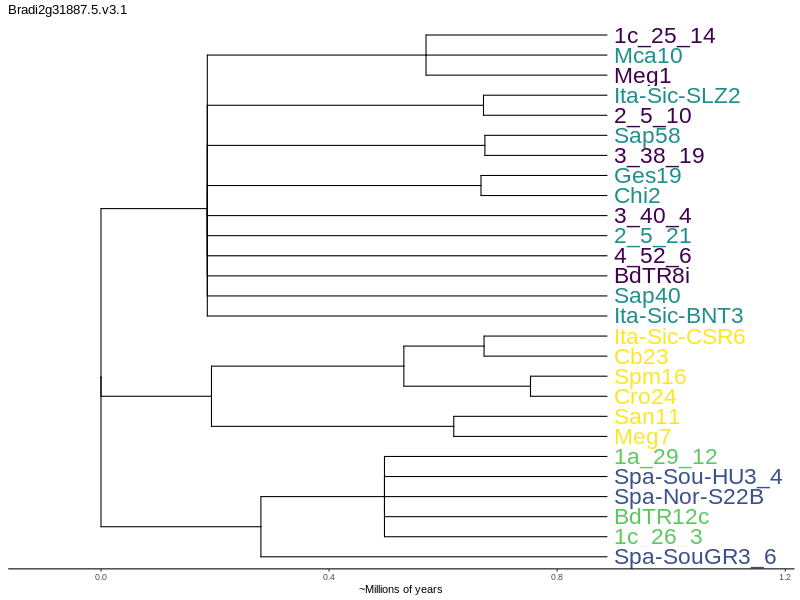 Bradi2g31887.5.v3.1
1c_25_14
Mca10
Meg1
Ita-Sic-SLZ2
2_5_10
Sap58
3_38_19
Ges19
Chi2
3_40_4
2_5_21
4_52_6
BdTR8i
Sap40
Ita-Sic-BNT3
Ita-Sic-CSR6
Cb23
Spm16
Cro24
San11
Meg7
1a_29_12
Spa-Sou-HU3_4
Spa-Nor-S22B
BdTR12c
1c_26_3
Spa-SouGR3_6
0.0 0.4 0.8 1.2
~Millions of years